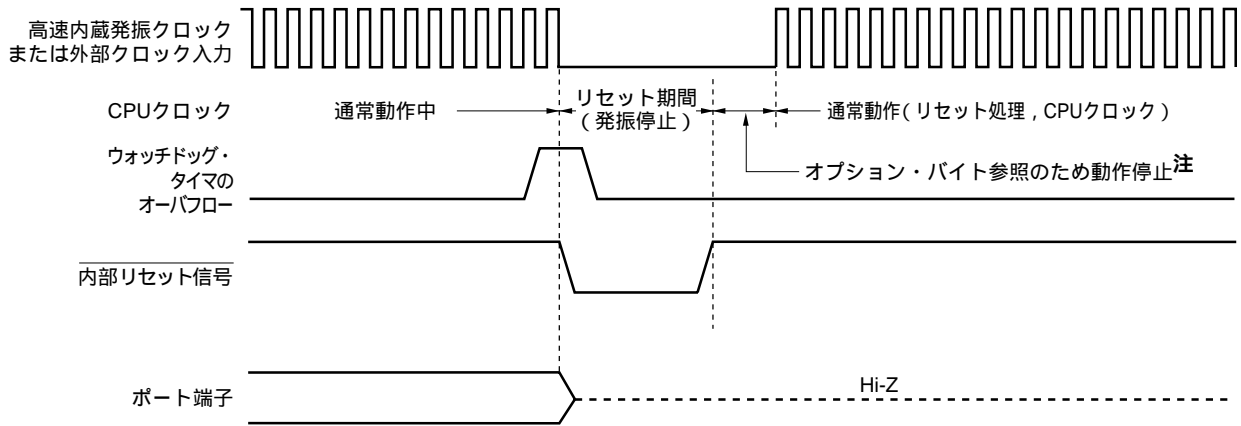 高速内蔵発振クロック
または外部クロック入力
CPUクロック
通常動作中
リセット期間
(発振停止)
通常動作(リセット処理,CPUクロック)
ウォッチドッグ・
タイマの
オーバフロー
オプション・バイト参照のため動作停止注
内部リセット信号
ポート端子
Hi-Z